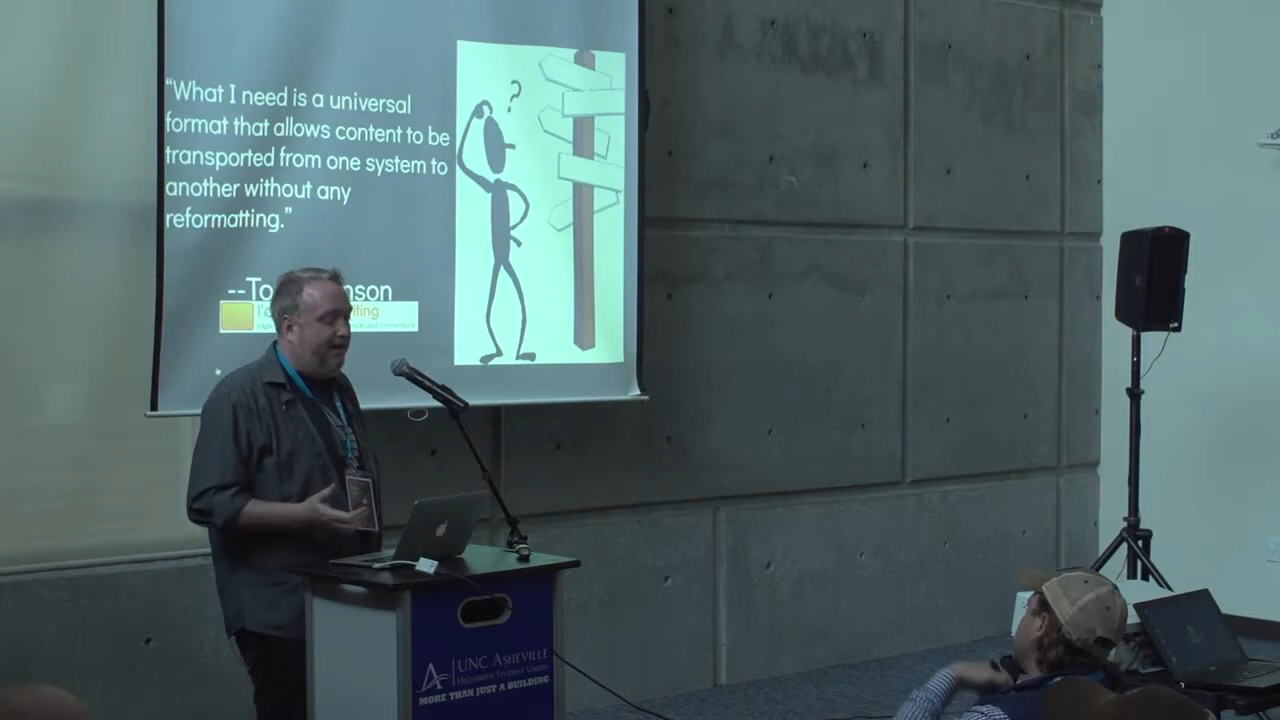 “What I need is a universal
format that allows content to be
transported from one system to
another without any
reformatting.”
?
UNC ASHEVILLE
HIGHSMITH STUDENT UNION
MORE THAN JUST A BUILDING